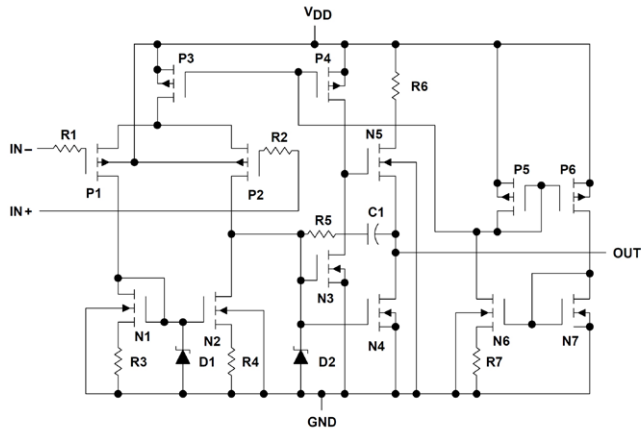 VDD
P3
P4
R6
N5
R1
R2
IN−
P1
P2
P5
P6
IN+
R5
C1
OUT
N3
N1
N2
N4
N6
N7
R3
D1
R4
D2
R7
GND